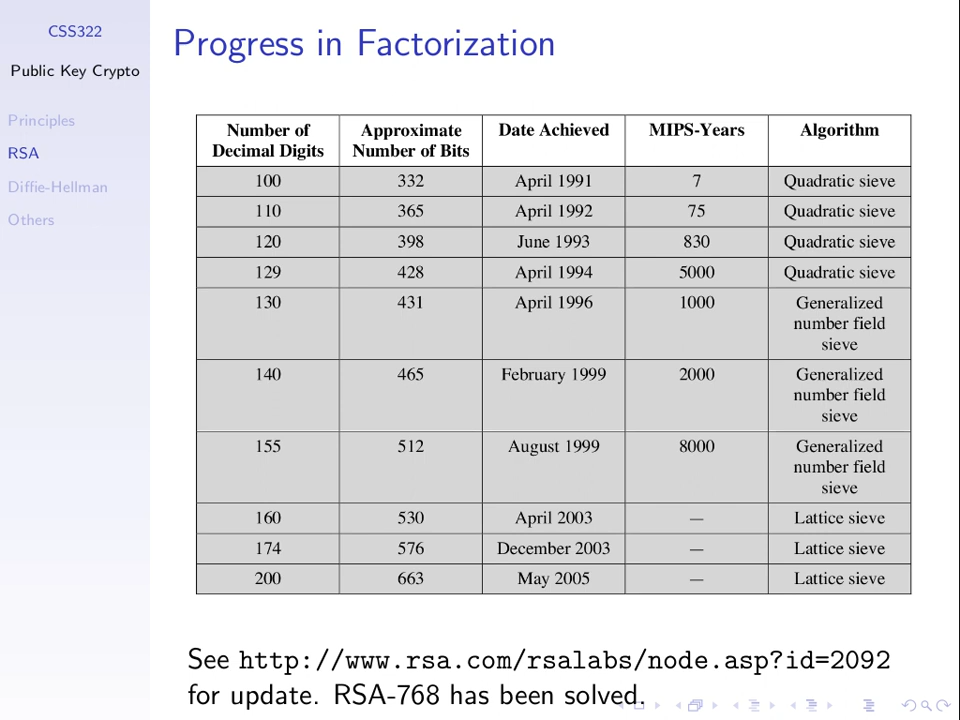 CSS322
Public Key Crypto
Principles
RSA
Diffie-Hellman
Others
Progress in Factorization
Number of Decimal Digits | Approximate Number of Bits | Date Achieved | MIPS-Years | Algorithm
100 | 332 | April 1991 | 7 | Quadratic sieve
110 | 365 | April 1992 | 75 | Quadratic sieve
120 | 398 | June 1993 | 830 | Quadratic sieve
129 | 428 | April 1994 | 5000 | Quadratic sieve
130 | 431 | April 1996 | 1000 | Generalized number field sieve
140 | 465 | February 1999 | 2000 | Generalized number field sieve
155 | 512 | August 1999 | 8000 | Generalized number field sieve
160 | 530 | April 2003 | — | Lattice sieve
174 | 576 | December 2003 | — | Lattice sieve
200 | 663 | May 2005 | — | Lattice sieve
See http://www.rsa.com/rsalabs/node.asp?id=2092
for update. RSA-768 has been solved.